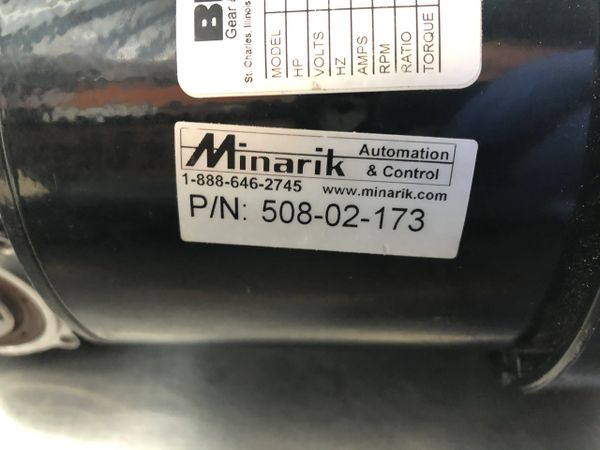 Gear
St. Charles, Illinois
MODEL
HP
VOLTS
HZ
AMPS
RPM
RATIO
TORQUE
Minarik Automation & Control
1-888-646-2745 www.minarik.com
P/N: 508-02-173